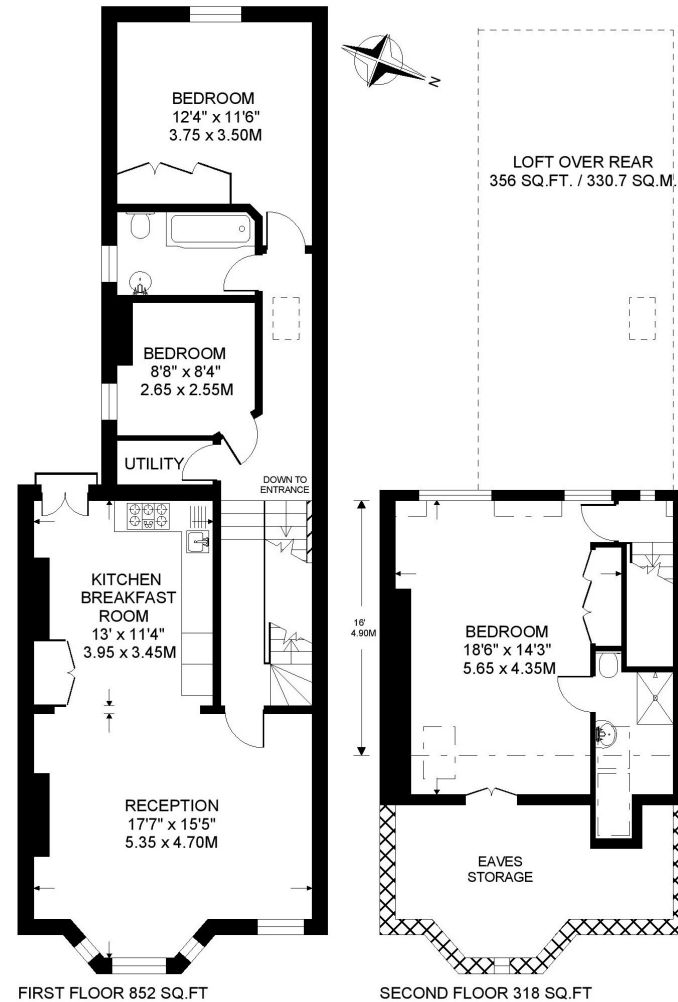 BEDROOM
12'4" x 11'6"
3.75 x 3.50M
N
LOFT OVER REAR
356 SQ.FT. / 330.7 SQ.M.
BEDROOM
8'8" x 8'4"
2.65 x 2.55M
UTILITY
DOWN TO
ENTRANCE
KITCHEN
BREAKFAST
ROOM
13' x 11'4"
3.95 x 3.45M
16'
4.90M
BEDROOM
18'6" x 14'3"
5.65 x 4.35M
RECEPTION
17'7" x 15'5"
5.35 x 4.70M
EAVES
STORAGE
FIRST FLOOR 852 SQ.FT
SECOND FLOOR 318 SQ.FT